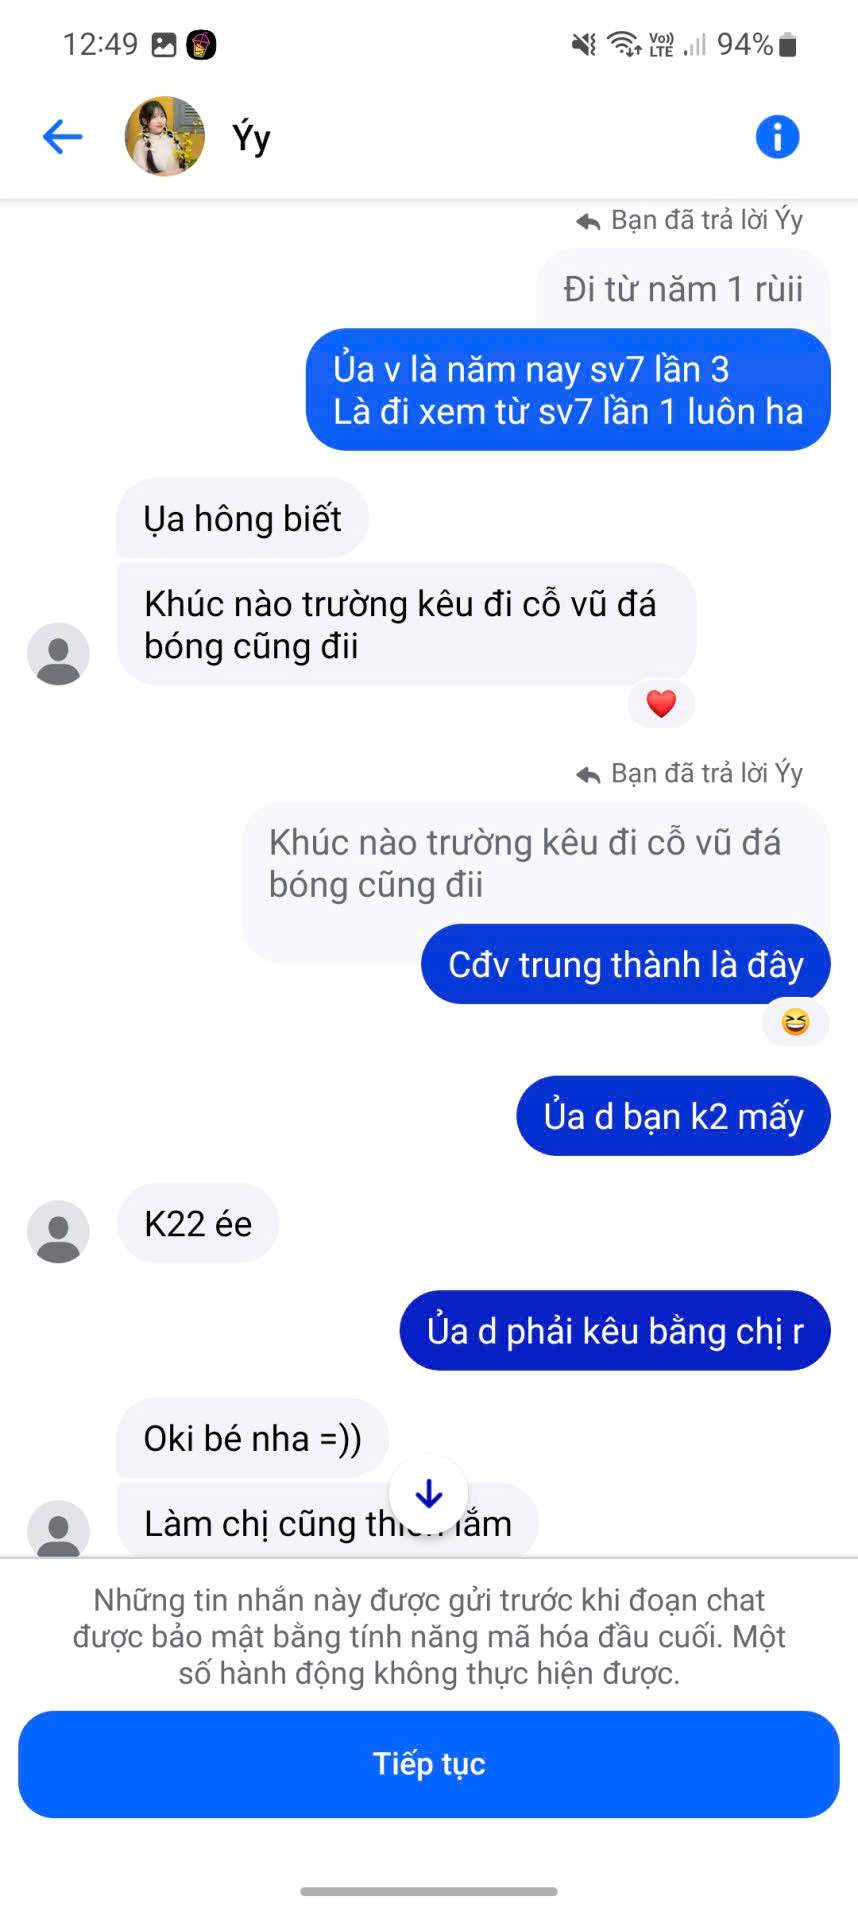 12:49
Vo))
LTE
94%
Ýy
Bạn đã trả lời Ýy
Đi từ năm 1 rùii
Ủa v là năm nay sv7 lần 3
Là đi xem từ sv7 lần 1 luôn ha
Ụa hông biết
Khúc nào trường kêu đi cỗ vũ đá
bóng cũng đii
Bạn đã trả lời Ýy
Khúc nào trường kêu đi cỗ vũ đá
bóng cũng đii
Cđv trung thành là đây
Ủa d bạn k2 mấy
K22 ée
Ủa d phải kêu bằng chị r
Oki bé nha =))
Làm chị cũng lắm
Những tin nhắn này được gửi trước khi đoạn chat
được bảo mật bằng tính năng mã hóa đầu cuối. Một
số hành động không thực hiện được.
Tiếp tục